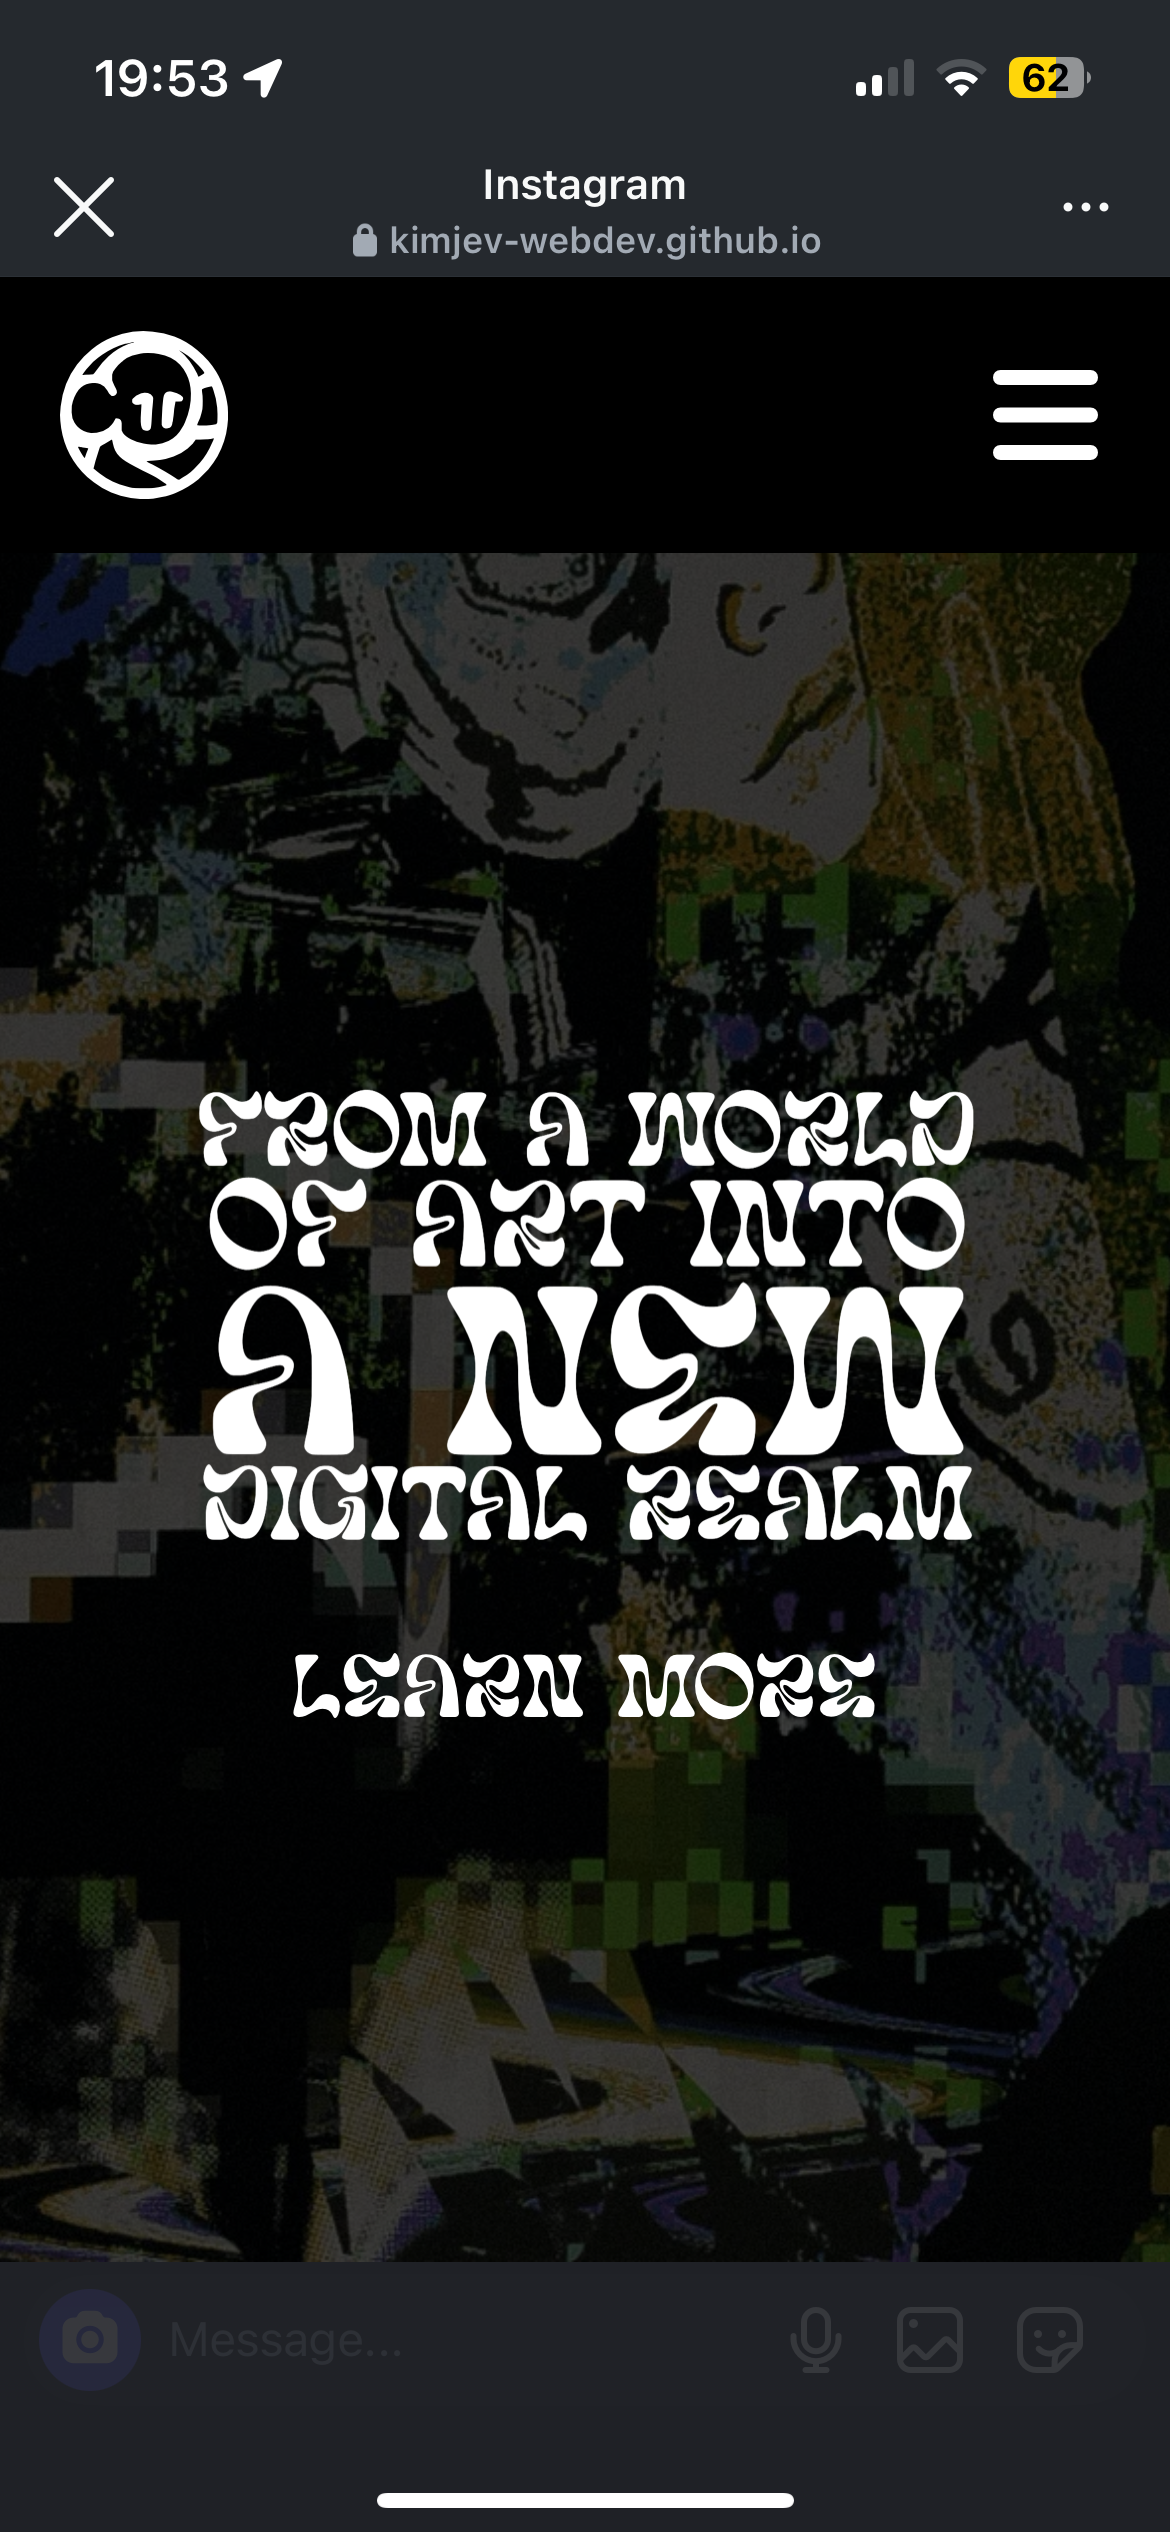 19:53
62
Instagram
kimjev-webdev.github.io
FROM A WORLD
OF ART INTO
A NEW
DIGITAL REALM
LEARN MORE
Message...